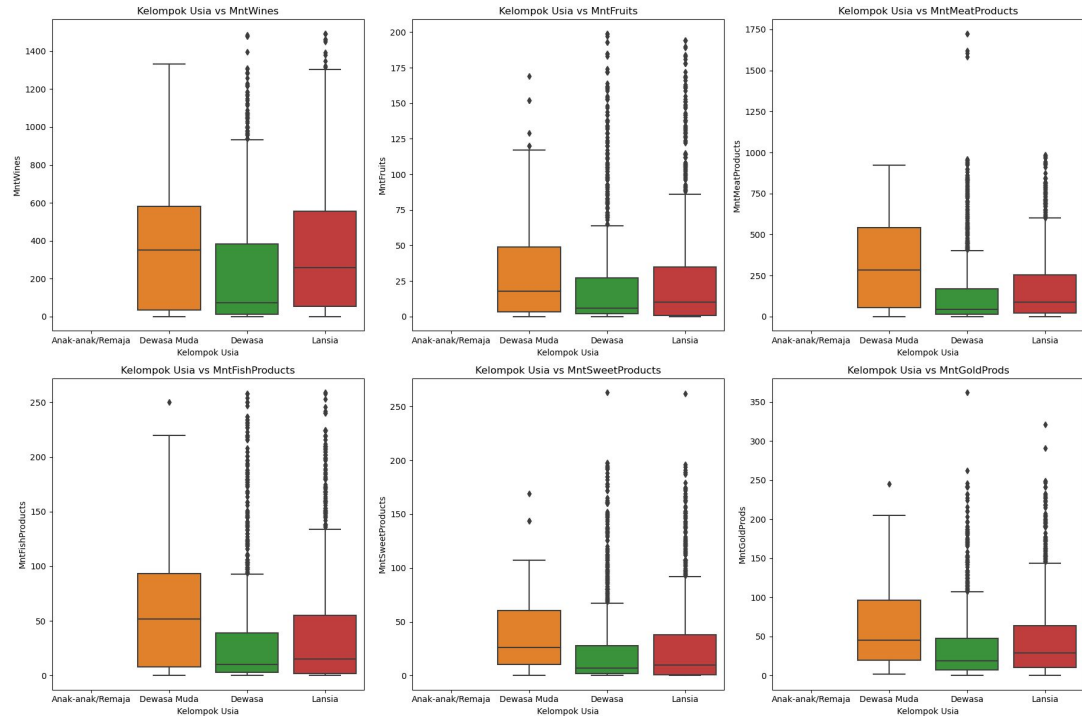 Kelompok Usia vs MntWines
1400
1200
1000
800
600
400
200
0
MntWines
Anak-anak/Remaja Dewasa Muda Dewasa Lansia
Kelompok Usia
Kelompok Usia vs MntFruits
200
175
150
125
100
75
50
25
0
MntFruits
Anak-anak/Remaja Dewasa Muda Dewasa Lansia
Kelompok Usia
Kelompok Usia vs MntMeatProducts
1750
1500
1250
1000
750
500
250
0
MntMeatProducts
Anak-anak/Remaja Dewasa Muda Dewasa Lansia
Kelompok Usia
Kelompok Usia vs MntFishProducts
250
200
150
100
50
0
MntFishProducts
Anak-anak/Remaja Dewasa Muda Dewasa Lansia
Kelompok Usia
Kelompok Usia vs MntSweetProducts
250
200
150
100
50
0
MntSweetProducts
Anak-anak/Remaja Dewasa Muda Dewasa Lansia
Kelompok Usia
Kelompok Usia vs MntGoldProds
350
300
250
200
150
100
50
0
MntGoldProds
Anak-anak/Remaja Dewasa Muda Dewasa Lansia
Kelompok Usia